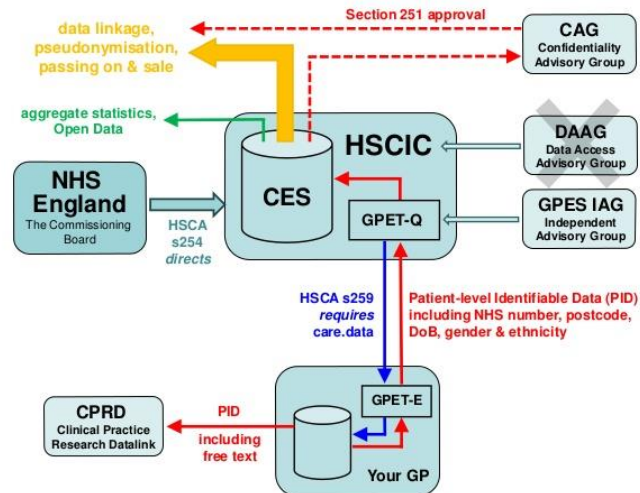 data linkage,
pseudonymisation,
passing on & sale
Section 251 approval
CAG
Confidentiality
Advisory Group
aggregate statistics,
Open Data
HSCIC
DAAG
Data Access
Advisory Group
NHS
England
The Commissioning
Board
HSCA
s254
directs
CES
GPET-Q
GPES IAG
Independent
Advisory Group
HSCA s259
requires
care.data
Patient-level Identifiable Data (PID)
including NHS number, postcode,
DoB, gender & ethnicity
CPRD
Clinical Practice
Research Datalink
PID
including
free text
GPET-E
Your GP